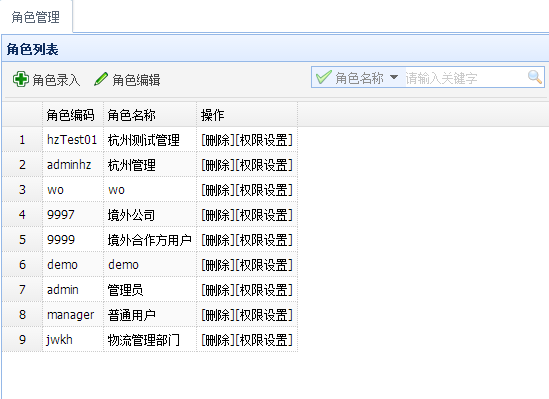 角色管理
角色列表
角色录入 角色编辑 角色名称 请输入关键字
角色编码 角色名称 操作
1 hzTest01 杭州测试管理 [删除][权限设置]
2 adminhz 杭州管理 [删除][权限设置]
3 wo wo [删除][权限设置]
4 9997 境外公司 [删除][权限设置]
5 9999 境外合作方用户 [删除][权限设置]
6 demo demo [删除][权限设置]
7 admin 管理员 [删除][权限设置]
8 manager 普通用户 [删除][权限设置]
9 jwkh 物流管理部门 [删除][权限设置]